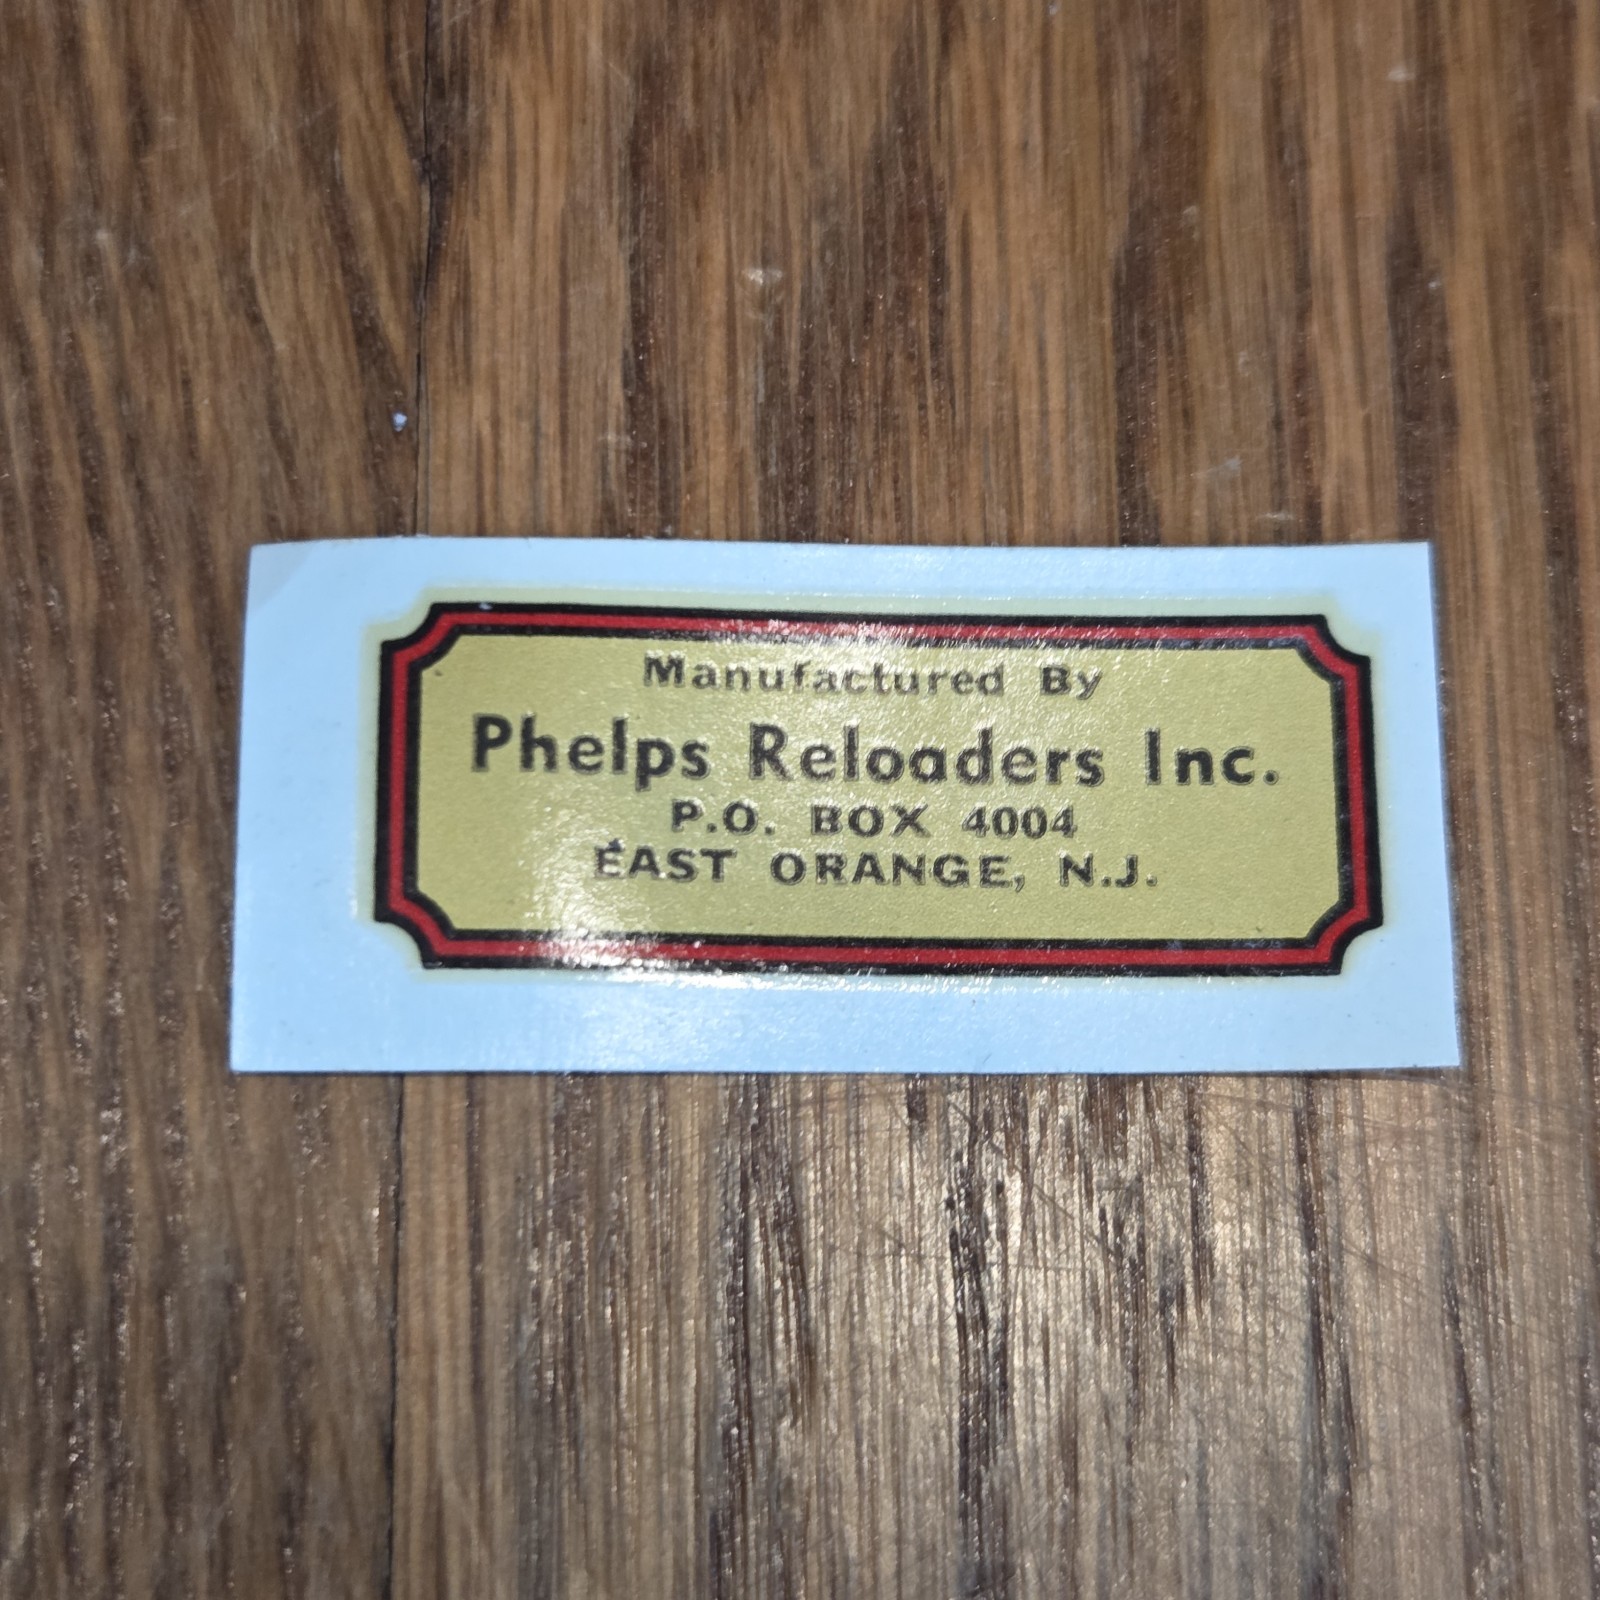 Manufactured By
Phelps Reloaders Inc.
P.O. BOX 4004
EAST ORANGE, N.J.